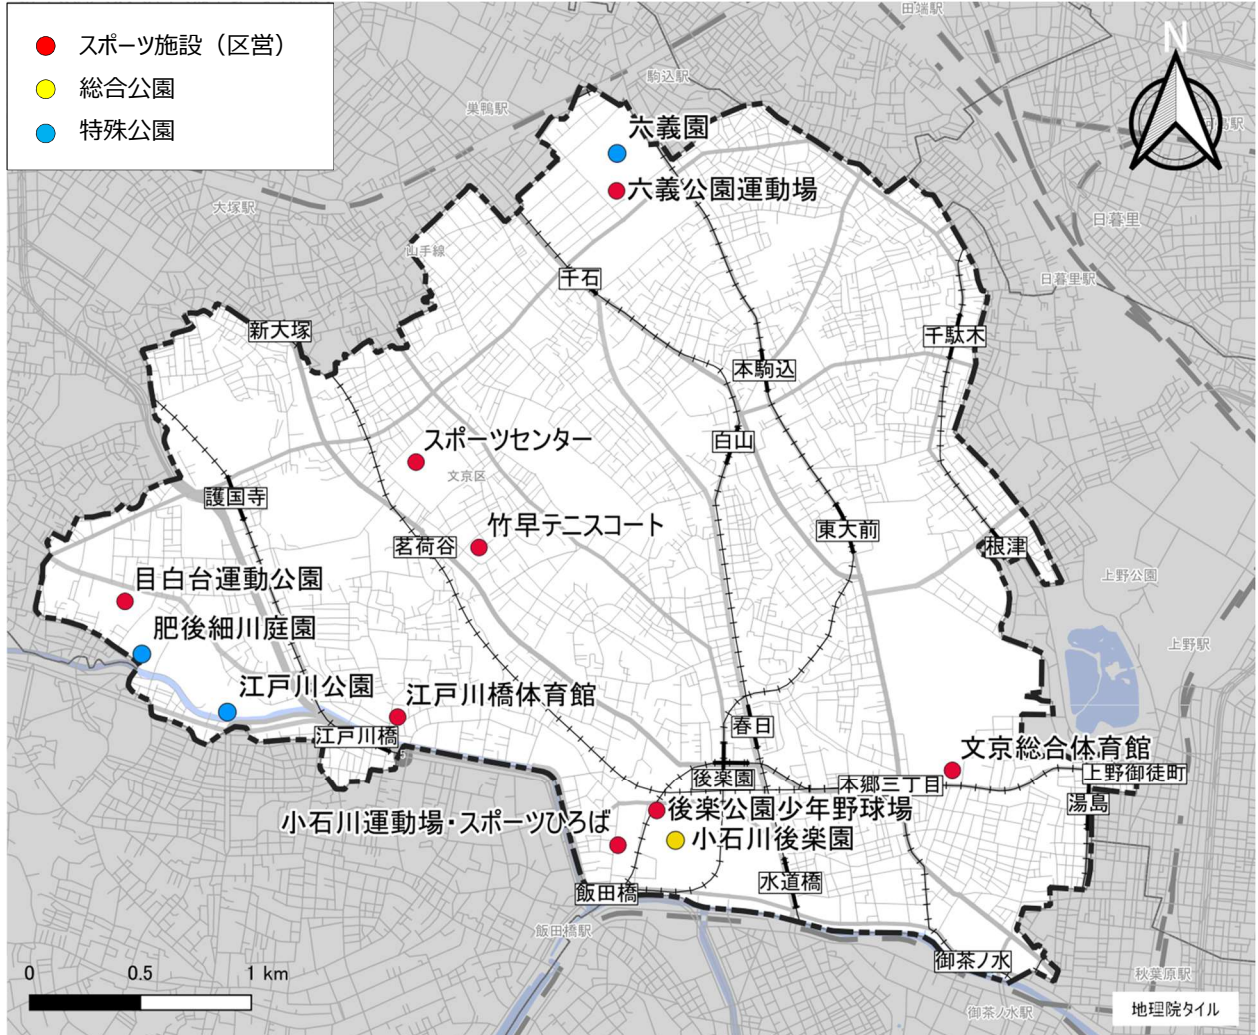 スポーツ施設（区営）
総合公園
特殊公園
N
田端駅
駒込駅
巣鴨駅
六義園
六義公園運動場
大塚駅
日暮里
山手線
千石
日暮里駅
新大塚
千駄木
本駒込
スポーツセンター
白山
文京区
護国寺
竹早テニスコート
東大前
茗荷谷
根津
目白台運動公園
上野公園
肥後細川庭園
上野駅
江戸川公園
江戸川橋体育館
江戸川橋
春日
文京総合体育館
後楽園
本郷三丁目
上野御徒町
湯島
後楽公園少年野球場
小石川運動場・スポーツひろば
小石川後楽園
飯田橋
水道橋
飯田橋駅
御茶ノ水
秋葉原駅
0 0.5 1 km
御茶ノ水駅
地理院タイル